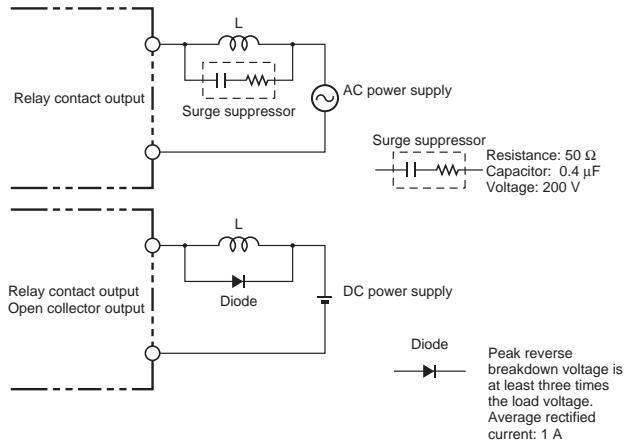 L
Relay contact output
Surge suppressor
AC power supply
Surge suppressor
Resistance: 50 Ω
Capacitor: 0.4 μF
Voltage: 200 V
L
Relay contact output
Open collector output
Diode
DC power supply
Diode
Peak reverse
breakdown voltage is
at least three times
the load voltage.
Average rectified
current: 1 A